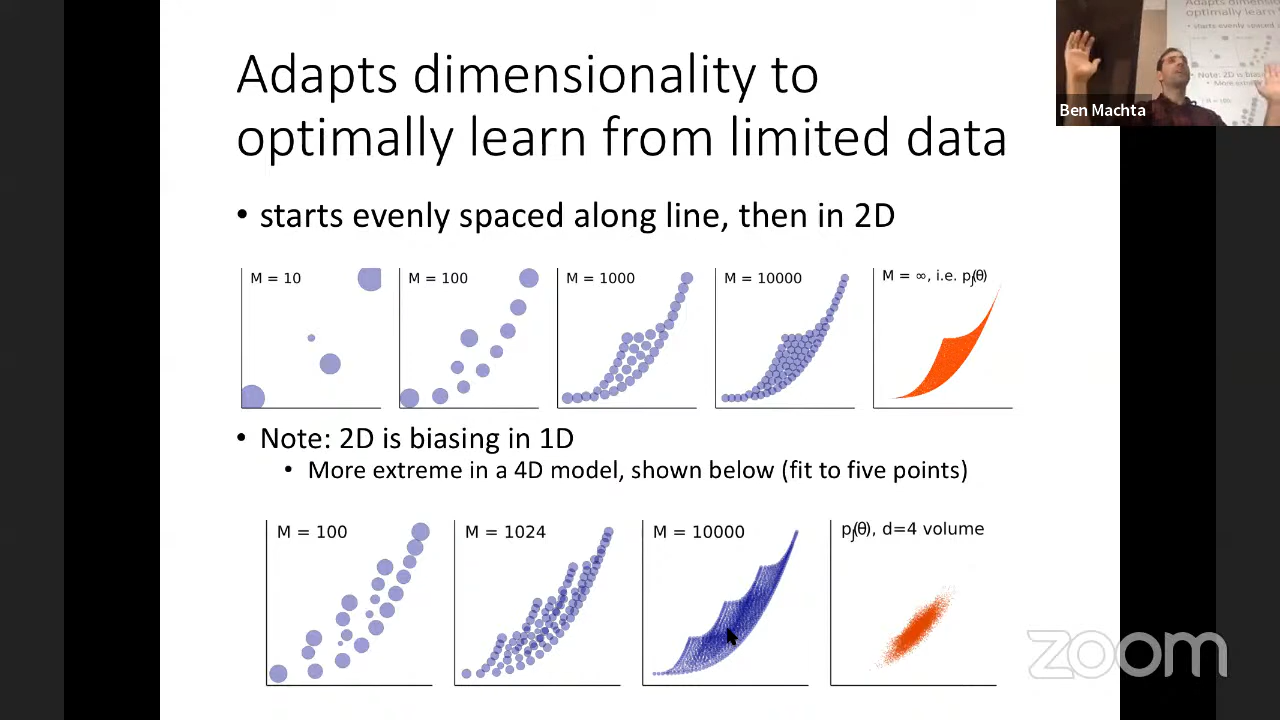 Adapts dimensionality to
optimally learn from limited data
• starts evenly spaced along line, then in 2D
M = 10
M = 100
M = 1000
M = 10000
M = ∞, i.e. pJ(θ)
• Note: 2D is biasing in 1D
• More extreme in a 4D model, shown below (fit to five points)
M = 100
M = 1024
M = 10000
pJ(θ), d=4 volume
Ben Machta
zoom